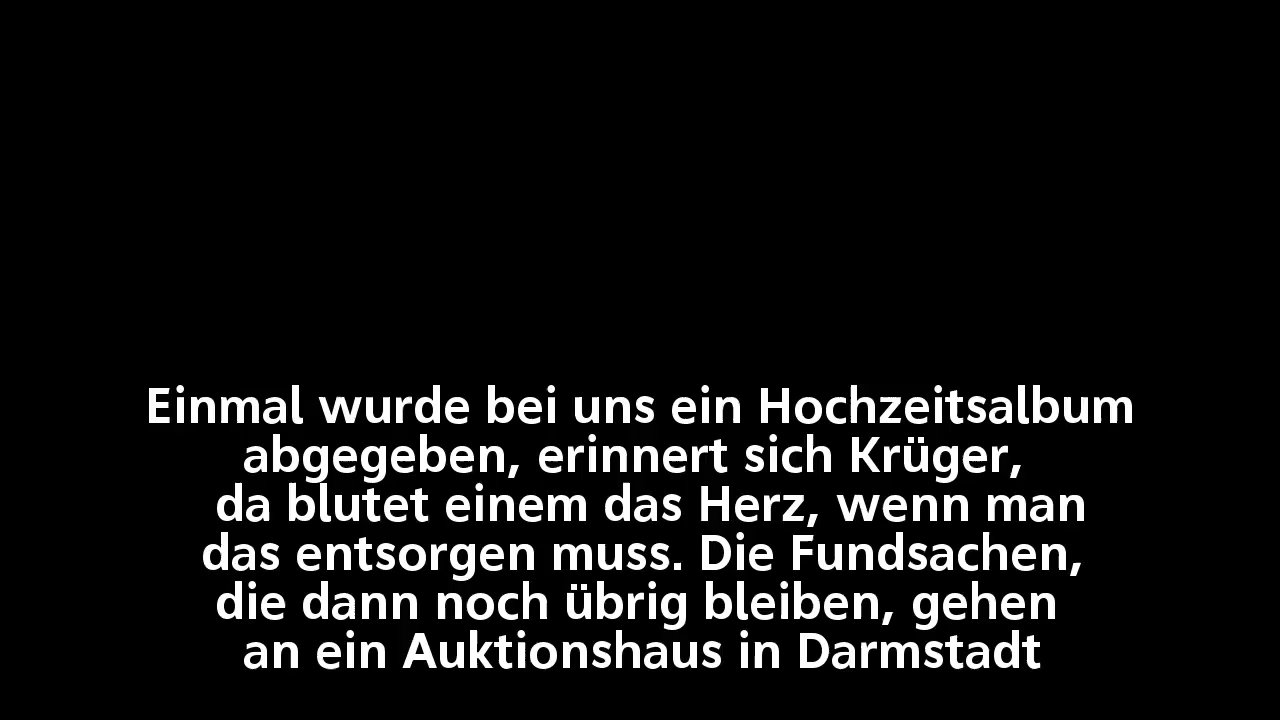 Einmal wurde bei uns ein Hochzeitsalbum
abgegeben, erinnert sich Krüger,
da blutet einem das Herz, wenn man
das entsorgen muss. Die Fundsachen,
die dann noch übrig bleiben, gehen
an ein Auktionshaus in Darmstadt